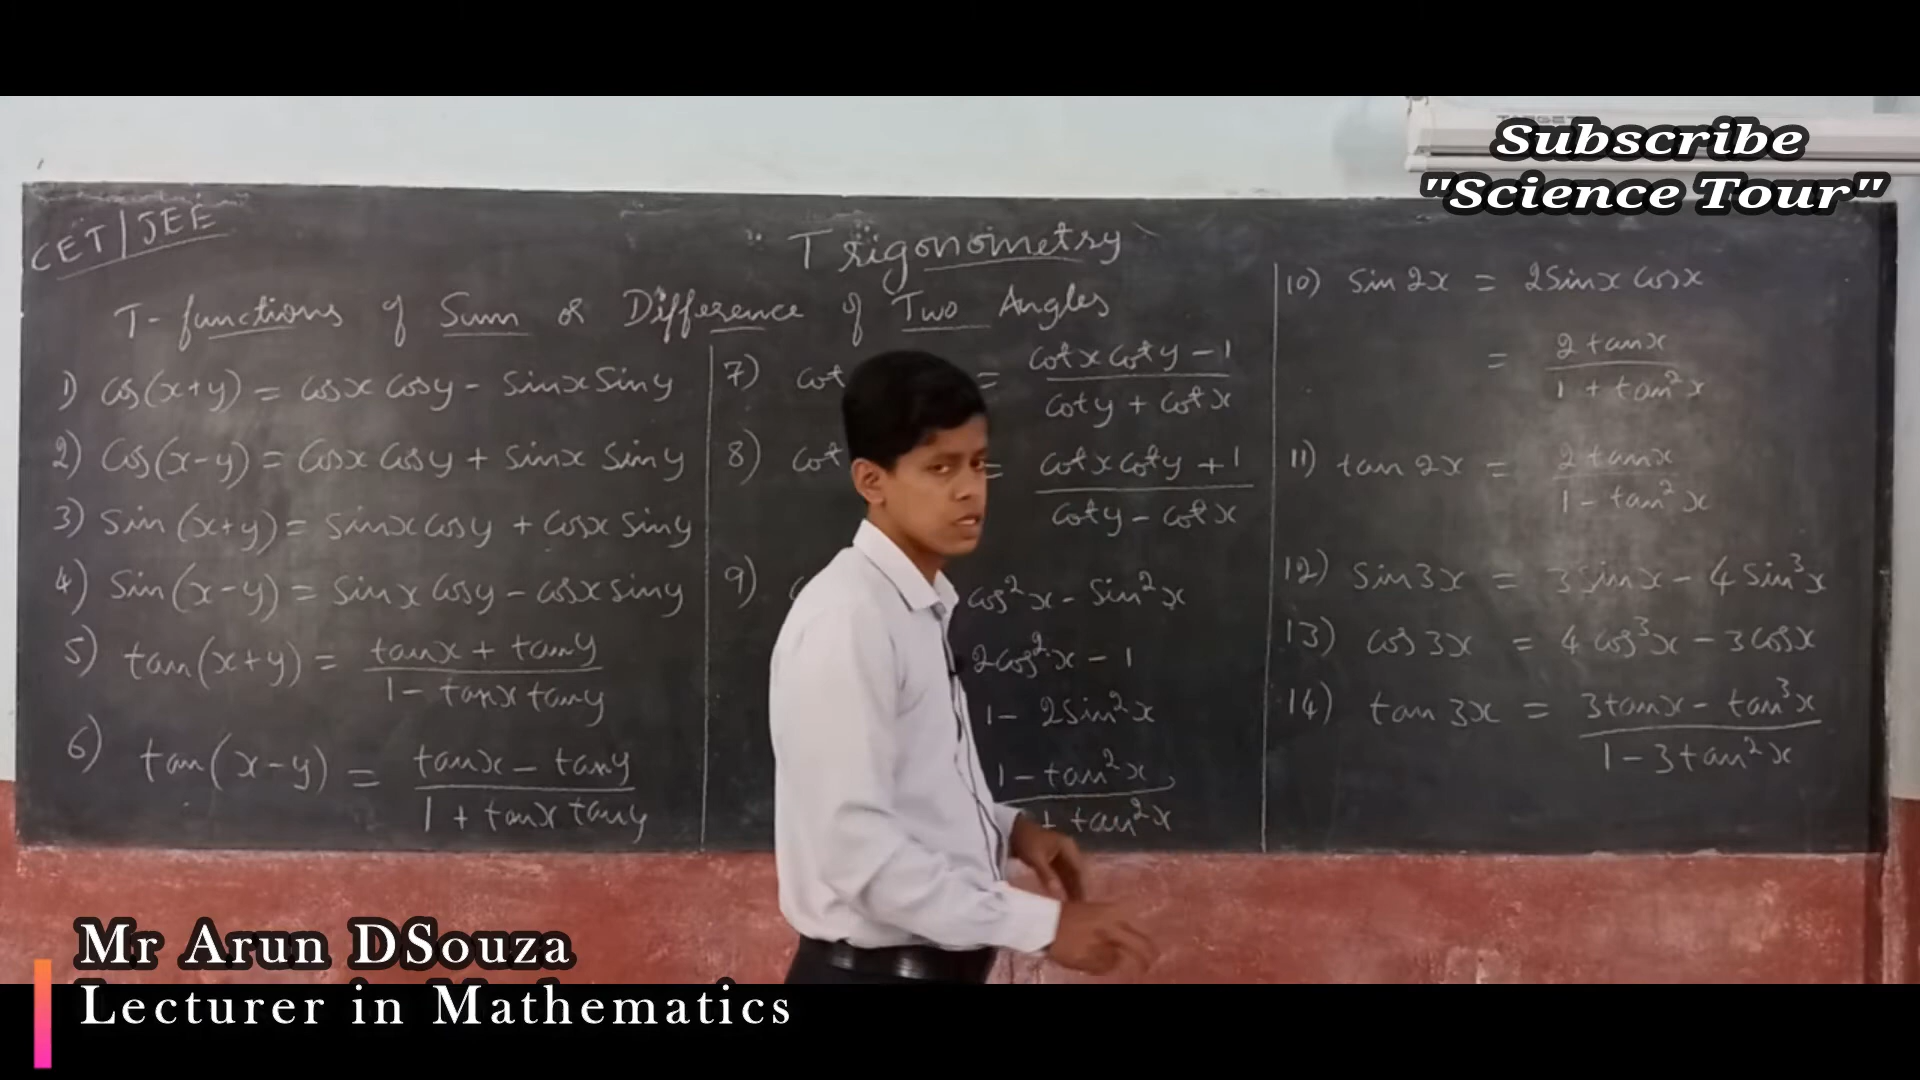 Subscribe
"Science Tour"
CET/JEE
Trigonometry
T-functions of Sum or Difference of Two Angles
1) cos(x+y) = cosx cosy - sinx siny
2) cos(x-y) = cosx cosy + sinx siny
3) sin(x+y) = sinx cosy + cosx siny
4) sin(x-y) = sinx cosy - cosx siny
5) tan(x+y) = tanx + tany
1 - tanx tany
6) tan(x-y) = tanx - tany
1 + tanx tany
7) cot = cotx coty - 1
coty + cotx
8) cot = cotx coty + 1
coty - cotx
9) cos²x - sin²x
2cos²x - 1
1 - 2sin²x
1 - tan²x
+ tan²x
10) sin2x = 2sinx cosx
= 2tanx
1 + tan²x
11) tan2x = 2tanx
1 - tan²x
12) sin3x = 3sinx - 4sin³x
13) cos3x = 4cos³x - 3cosx
14) tan3x = 3tanx - tan³x
1 - 3tan²x
Mr Arun DSouza
Lecturer in Mathematics